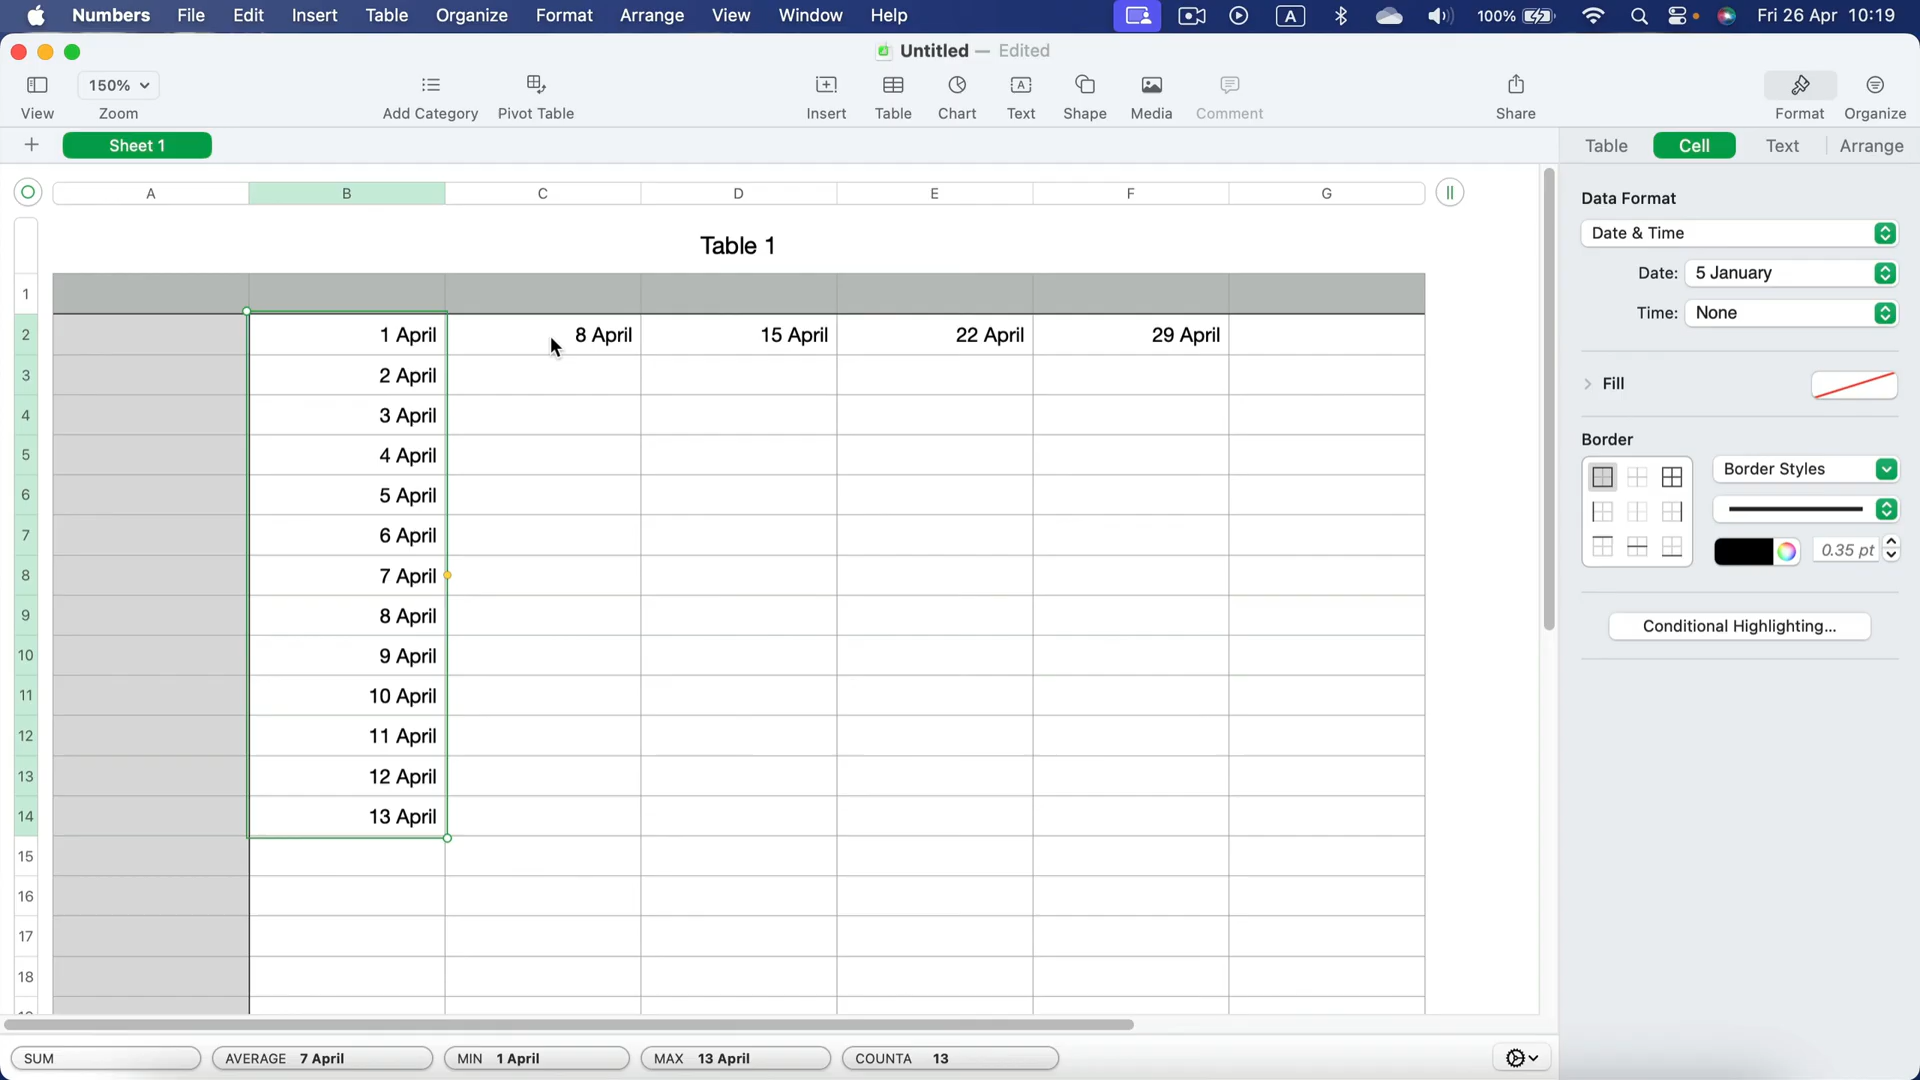 Numbers File Edit Insert Table Organize Format Arrange View Window Help A 100% Fri 26 Apr 10:19
Untitled — Edited
150%
View Zoom Add Category Pivot Table Insert Table Chart Text Shape Media Comment Share Format Organize
Sheet 1
Table Cell Text Arrange
A B C D E F G
Table 1
1
2 1 April 8 April 15 April 22 April 29 April
3 2 April
4 3 April
5 4 April
6 5 April
7 6 April
8 7 April
9 8 April
10 9 April
11 10 April
12 11 April
13 12 April
14 13 April
15
16
17
18
Data Format
Date & Time
Date: 5 January
Time: None
Fill
Border
Border Styles
0.35 pt
Conditional Highlighting...
SUM AVERAGE 7 April MIN 1 April MAX 13 April COUNTA 13